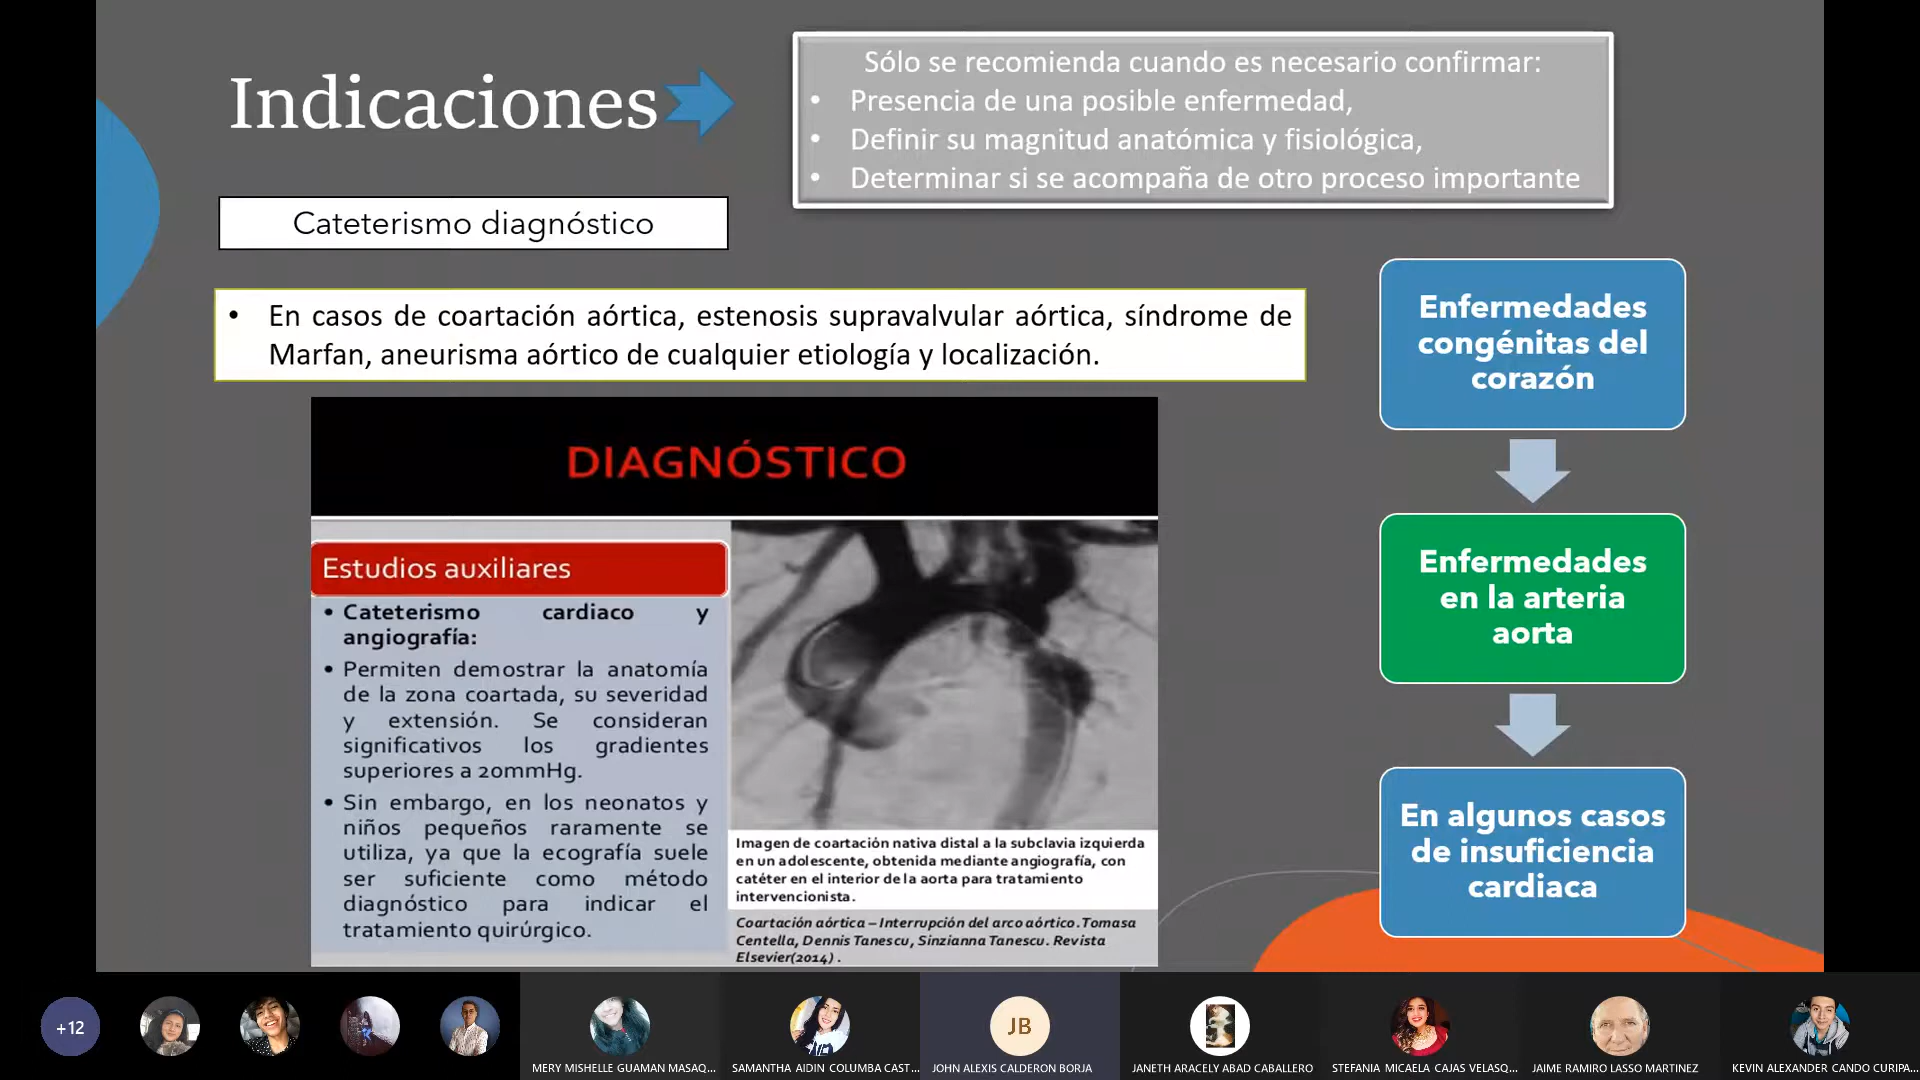 Indicaciones
Sólo se recomienda cuando es necesario confirmar:
• Presencia de una posible enfermedad,
• Definir su magnitud anatómica y fisiológica,
• Determinar si se acompaña de otro proceso importante
Cateterismo diagnóstico
• En casos de coartación aórtica, estenosis supravalvular aórtica, síndrome de
Marfan, aneurisma aórtico de cualquier etiología y localización.
DIAGNÓSTICO
Estudios auxiliares
• Cateterismo cardiaco y
angiografía:
• Permiten demostrar la anatomía
de la zona coartada, su severidad
y extensión. Se consideran
significativos los gradientes
superiores a 20mmHg.
• Sin embargo, en los neonatos y
niños pequeños raramente se
utiliza, ya que la ecografía suele
ser suficiente como método
diagnóstico para indicar el
tratamiento quirúrgico.
Imagen de coartación nativa distal a la subclavia izquierda
en un adolescente, obtenida mediante angiografía, con
catéter en el interior de la aorta para tratamiento
intervencionista.
Coartación aórtica – Interrupción del arco aórtico. Tomasa
Centella, Dennis Tanescu, Sinzianna Tanescu. Revista
Elsevier(2014) .
Enfermedades
congénitas del
corazón
Enfermedades
en la arteria
aorta
En algunos casos
de insuficiencia
cardiaca
+12
MERY MISHELLE GUAMAN MASAQ...
SAMANTHA AIDIN COLUMBA CAST...
JB
JOHN ALEXIS CALDERON BORJA
JANETH ARACELY ABAD CABALLERO
STEFANIA MICAELA CAJAS VELASQ...
JAIME RAMIRO LASSO MARTINEZ
KEVIN ALEXANDER CANDO CURIPA...